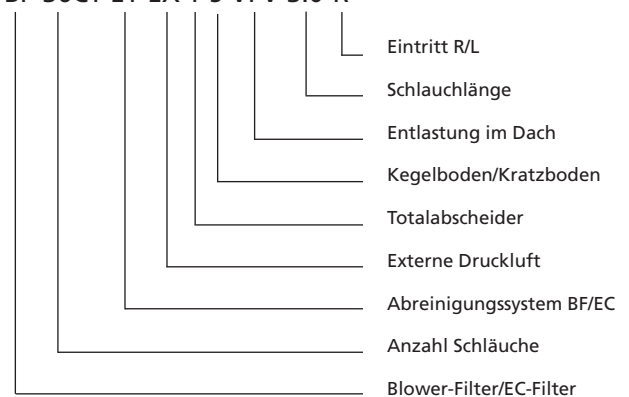 Eintritt R/L
Schlauchlänge
Entlastung im Dach
Kegelboden/Kratzboden
Totalabscheider
Externe Druckluft
Abreinigungssystem BF/EC
Anzahl Schläuche
Blower-Filter/EC-Filter